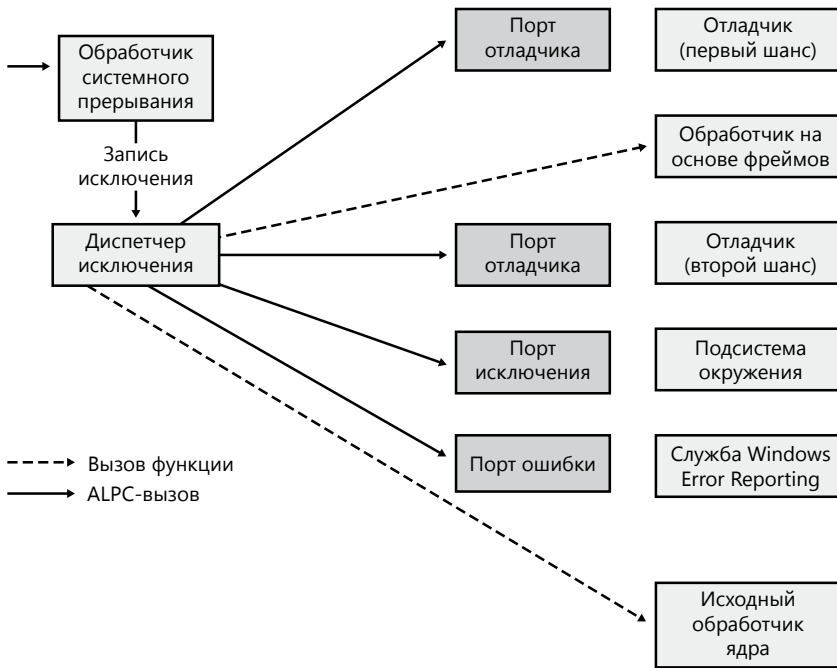 Обработчик
системного
прерывания
Запись
исключения
Диспетчер
исключения
Порт
отладчика
Отладчик
(первый шанс)
Обработчик на
основе фреймов
Порт
отладчика
Отладчик
(второй шанс)
Порт
исключения
Подсистема
окружения
Порт ошибки
Служба Windows
Error Reporting
Исходный
обработчик
ядра
Вызов функции
ALPC-вызов